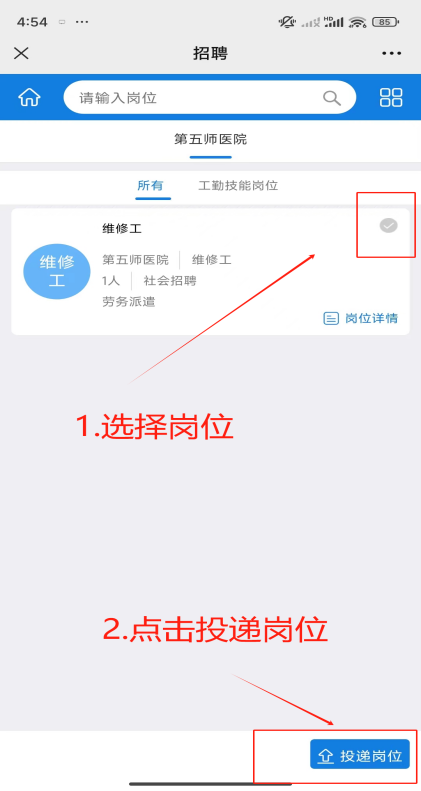 4:54
HD
85
招聘
请输入岗位
第五师医院
所有 工勤技能岗位
维修工
维修
工
第五师医院 维修工
1人 社会招聘
劳务派遣
岗位详情
1.选择岗位
2.点击投递岗位
投递岗位